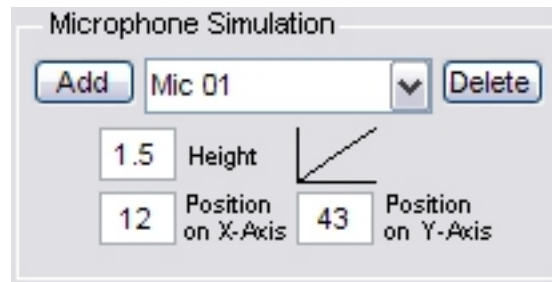 Microphone Simulation
Add Mic 01 Delete
1.5 Height
12 Position on X-Axis 43 Position on Y-Axis